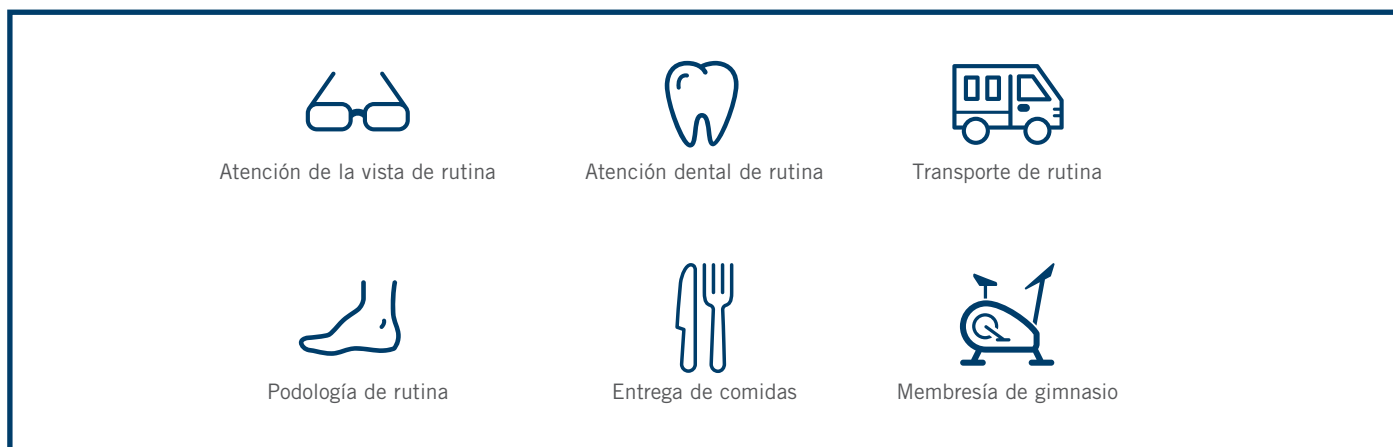 Atención de la vista de rutina
Atención dental de rutina
Transporte de rutina
Podología de rutina
Entrega de comidas
Membresía de gimnasio